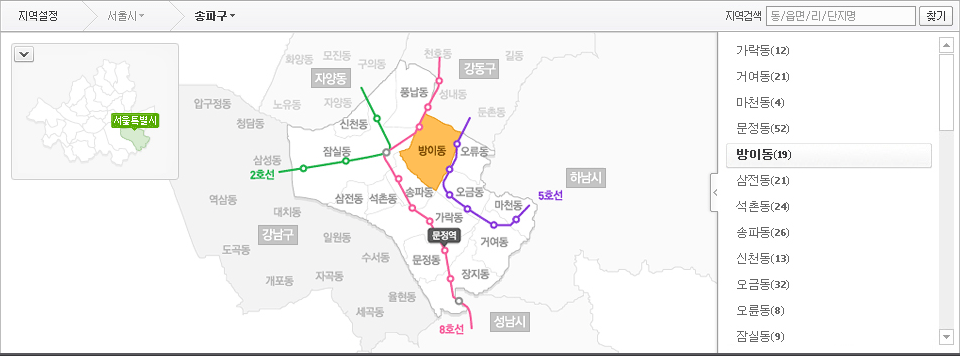 지역설정 서울시 송파구 지역검색 동/읍면/리/단지명 찾기
서울특별시
천호동
화양동 모진동 구의동 길동
자양동 강동구
풍납동 성내동
압구정동 노유동 자양동
청담동 신천동 둔촌동
삼성동 잠실동 방이동 오류동
2호선
하남시
역삼동 삼전동 석촌동 송파동 오금동 5호선
대치동 가락동 마천동
강남구 일원동 문정역 거여동
도곡동 수서동 문정동
개포동 자곡동 장지동
세곡동 율현동
8호선 성남시
가락동(12)
거여동(21)
마천동(4)
문정동(52)
방이동(19)
삼전동(21)
석촌동(24)
송파동(26)
신천동(13)
오금동(32)
오륜동(8)
잠실동(9)